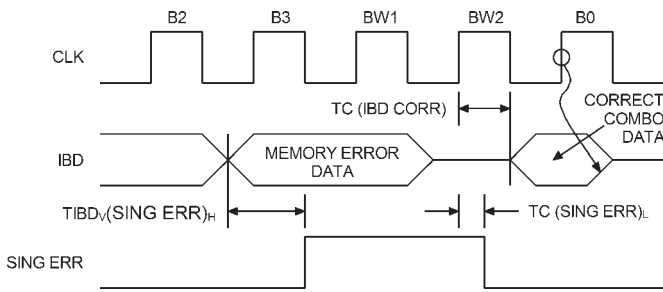 B2 B3 BW1 BW2 B0
CLK
TC (IBD CORR)
CORRECT
COMBO
DATA
IBD
MEMORY ERROR
DATA
TIBDV(SING ERR)H
TC (SING ERR)L
SING ERR